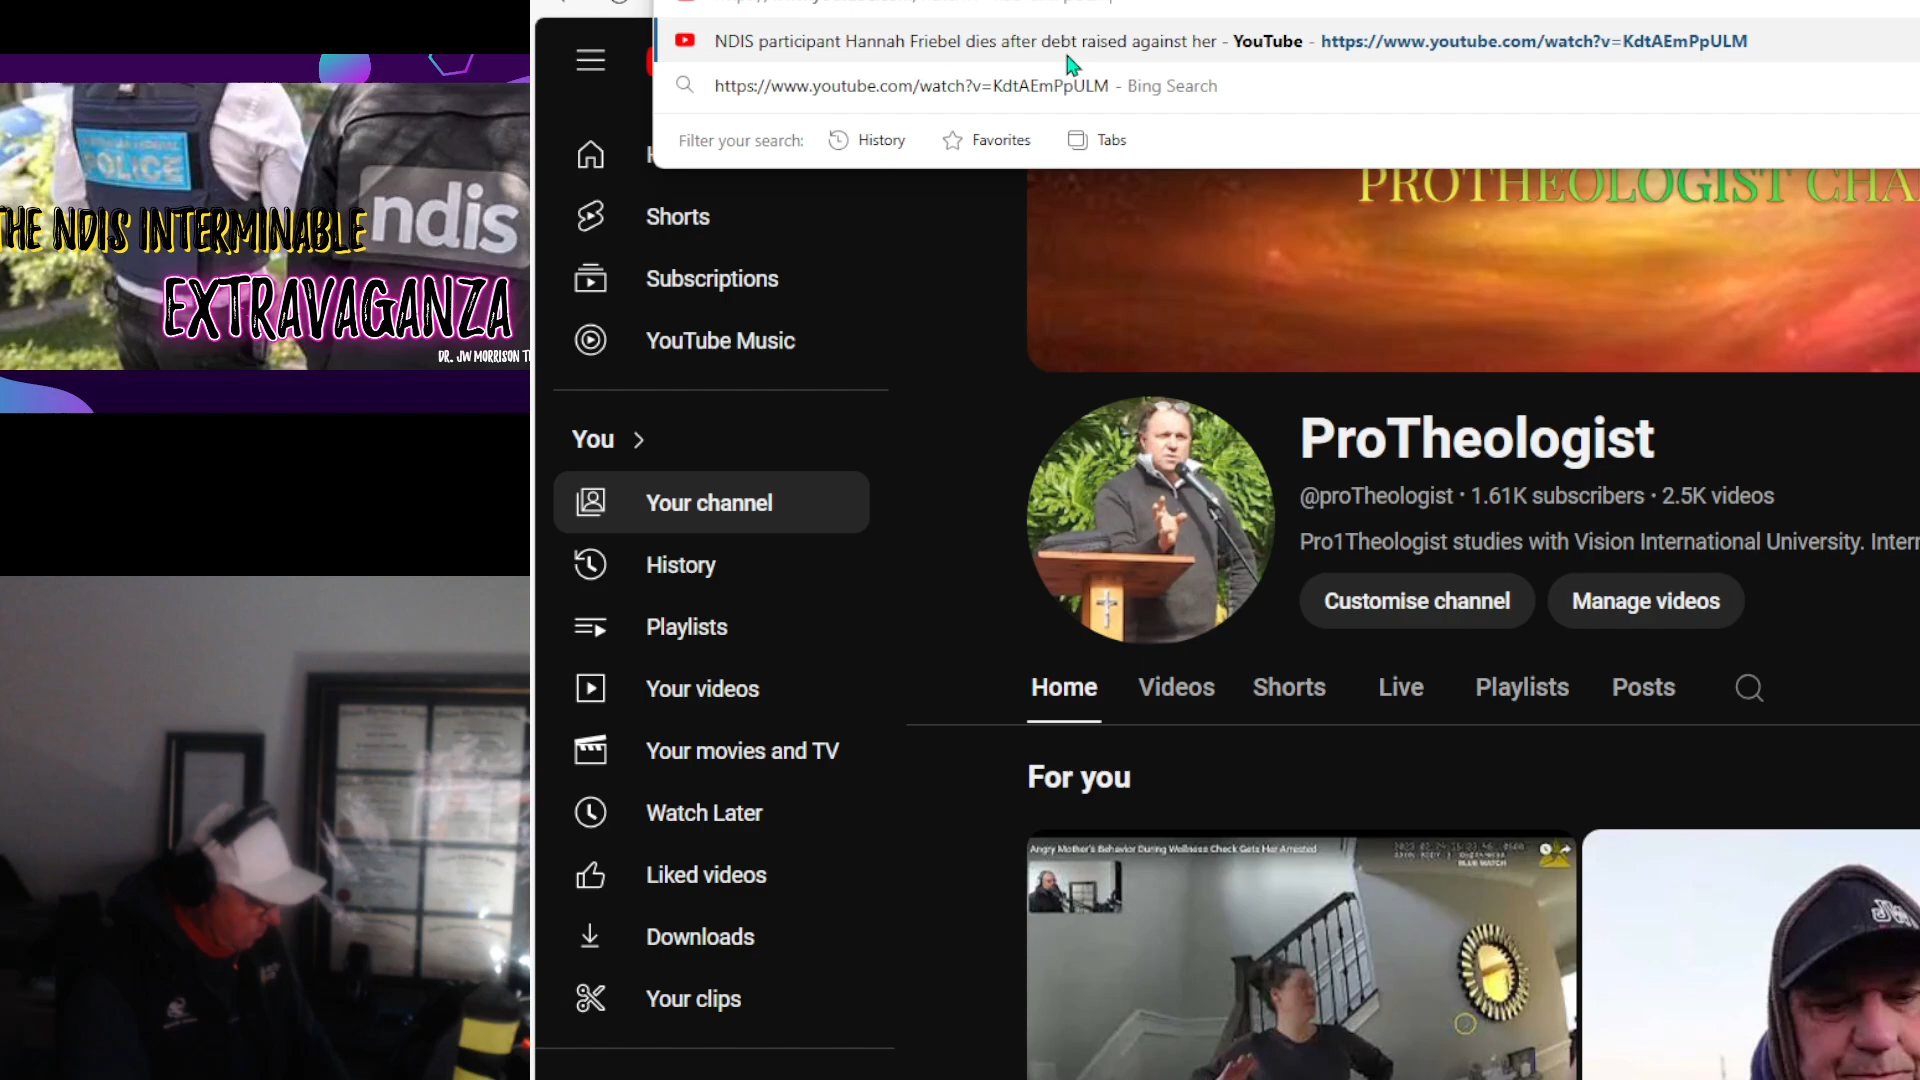 POLICE
ndis
THE NDIS INTERMINABLE
EXTRAVAGANZA
DR. JW MORRISON
NDIS participant Hannah Friebel dies after debt raised against her - YouTube - https://www.youtube.com/watch?v=KdtAEmPpULM
https://www.youtube.com/watch?v=KdtAEmPpULM - Bing Search
Filter your search: History Favorites Tabs
Shorts
Subscriptions
YouTube Music
You
Your channel
History
Playlists
Your videos
Your movies and TV
Watch Later
Liked videos
Downloads
Your clips
PROTHEOLOGIST
ProTheologist
@proTheologist · 1.61K subscribers · 2.5K videos
Pro1Theologist studies with Vision International University.
Customise channel
Manage videos
Home Videos Shorts Live Playlists Posts
For you
Angry Mother's Behavior During Wellness Check Gets Her Arrested